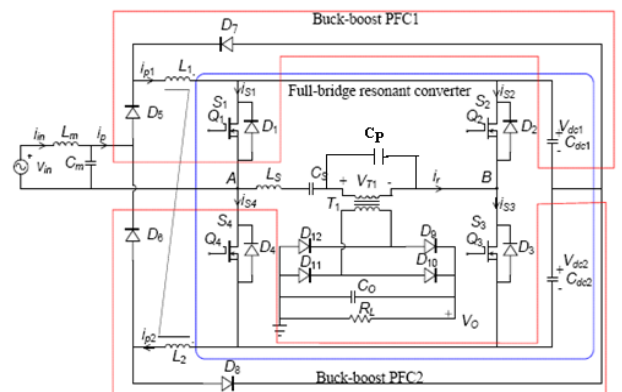 Buck-boost PFC1
D7
ip1
L1
iS1
Full-bridge resonant converter
iS2
S1
Q1
D1
S2
Q2
D2
CP
Vdc1
+
-
Cdc1
D5
iin
Lm
ip
Cm
+
Vin
-
A
LS
CS
+ VT1 -
ir
B
T1
iS4
iS3
S4
Q4
D4
S3
Q3
D3
D6
D12
D9
D11
D10
CO
RL
+
VO
Vdc2
+
-
Cdc2
ip2
L2
D8
Buck-boost PFC2